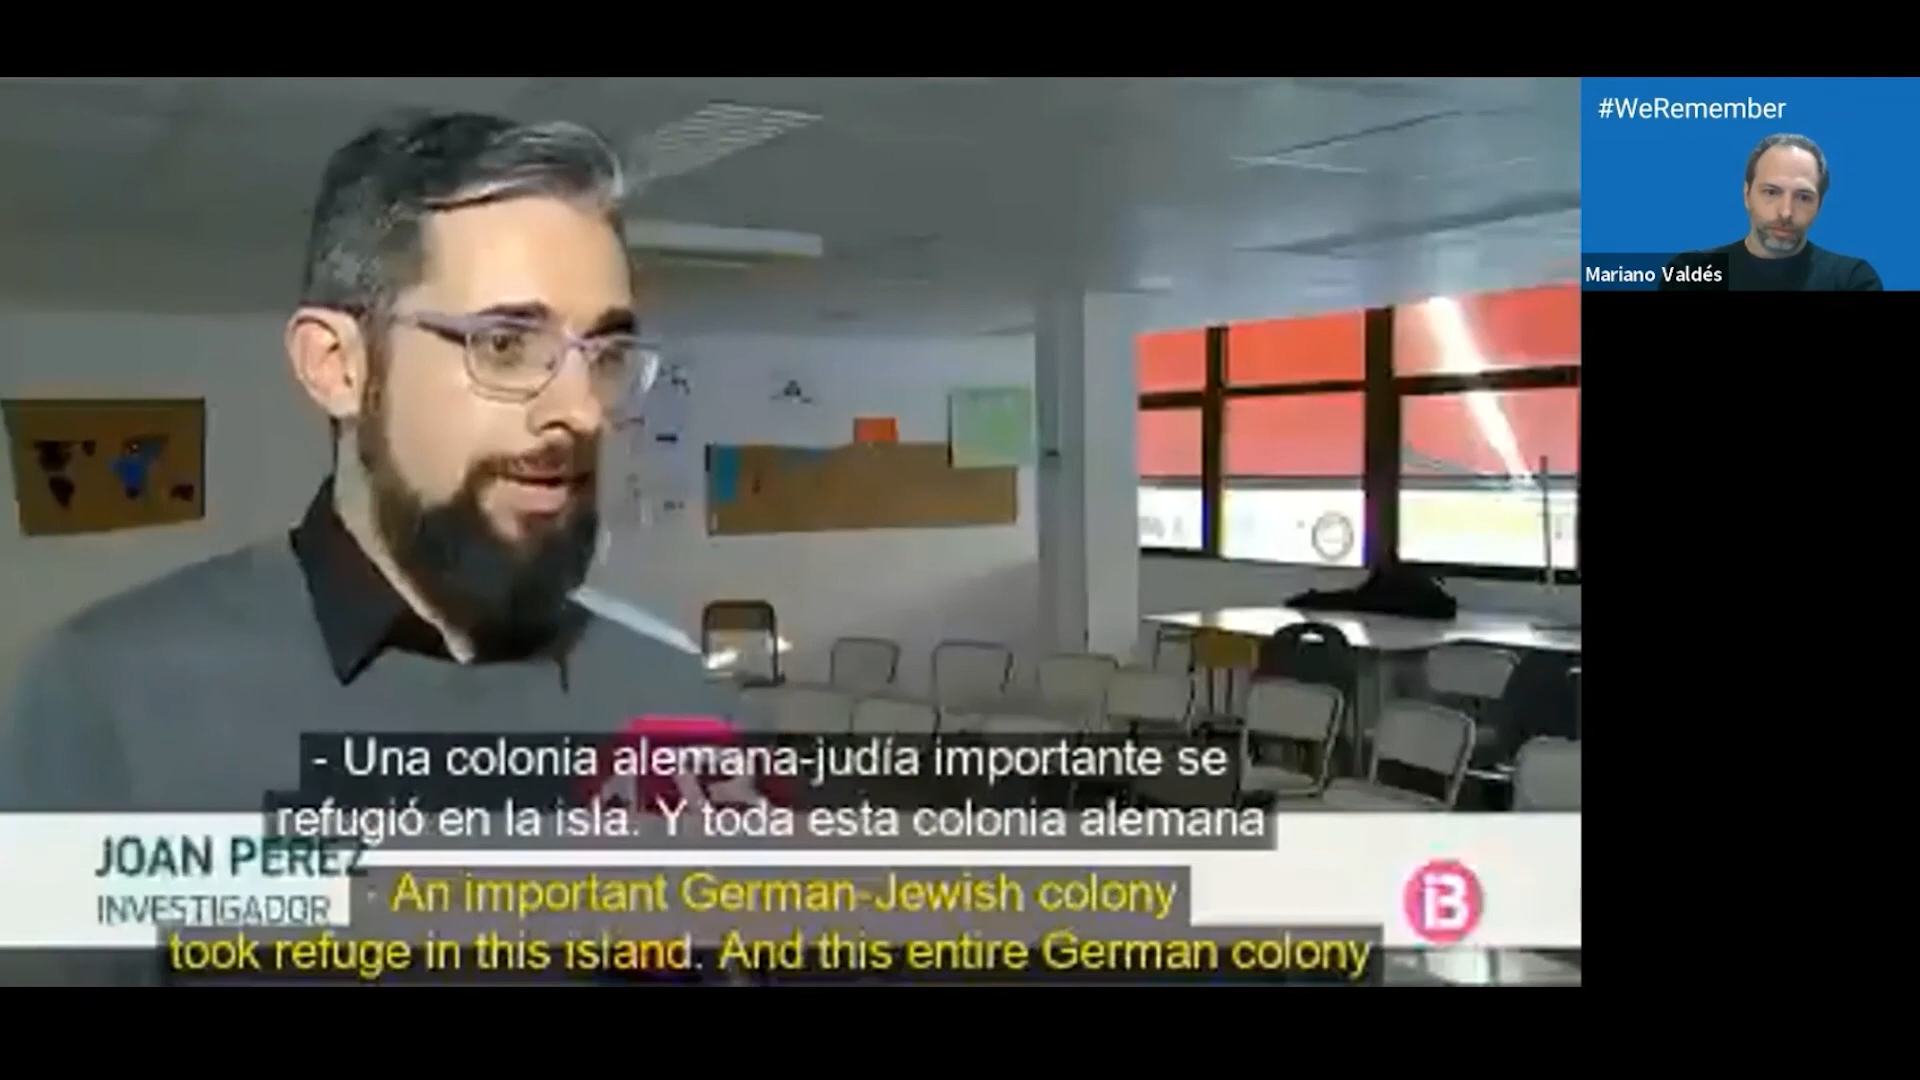 #WeRemember
Mariano Valdés
- Una colonia alemana-judía importante se
refugió en la isla. Y toda esta colonia alemana
JOAN PEREZ
INVESTIGADOR
- An important German-Jewish colony
took refuge in this island. And this entire German colony